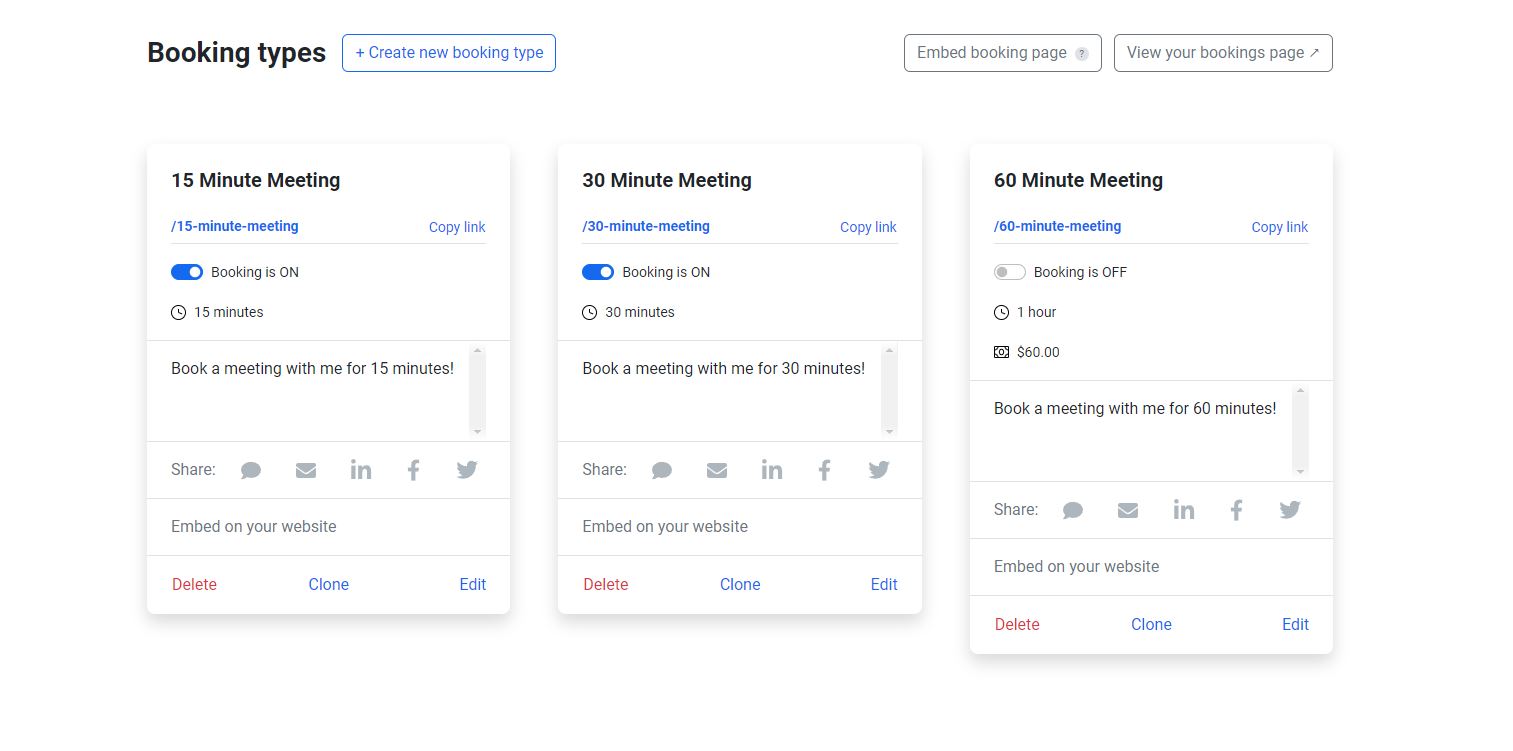 Booking types
+ Create new booking type
Embed booking page ?
View your bookings page ↗
15 Minute Meeting
/15-minute-meeting
Copy link
Booking is ON
15 minutes
Book a meeting with me for 15 minutes!
Share:
Embed on your website
Delete Clone Edit
30 Minute Meeting
/30-minute-meeting
Copy link
Booking is ON
30 minutes
Book a meeting with me for 30 minutes!
Share:
Embed on your website
Delete Clone Edit
60 Minute Meeting
/60-minute-meeting
Copy link
Booking is OFF
1 hour
$60.00
Book a meeting with me for 60 minutes!
Share:
Embed on your website
Delete Clone Edit